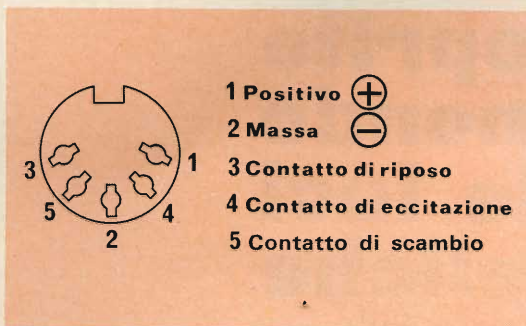 1 Positivo +
2 Massa −
3 Contatto di riposo
4 Contatto di eccitazione
5 Contatto di scambio
3
1
5
4
2